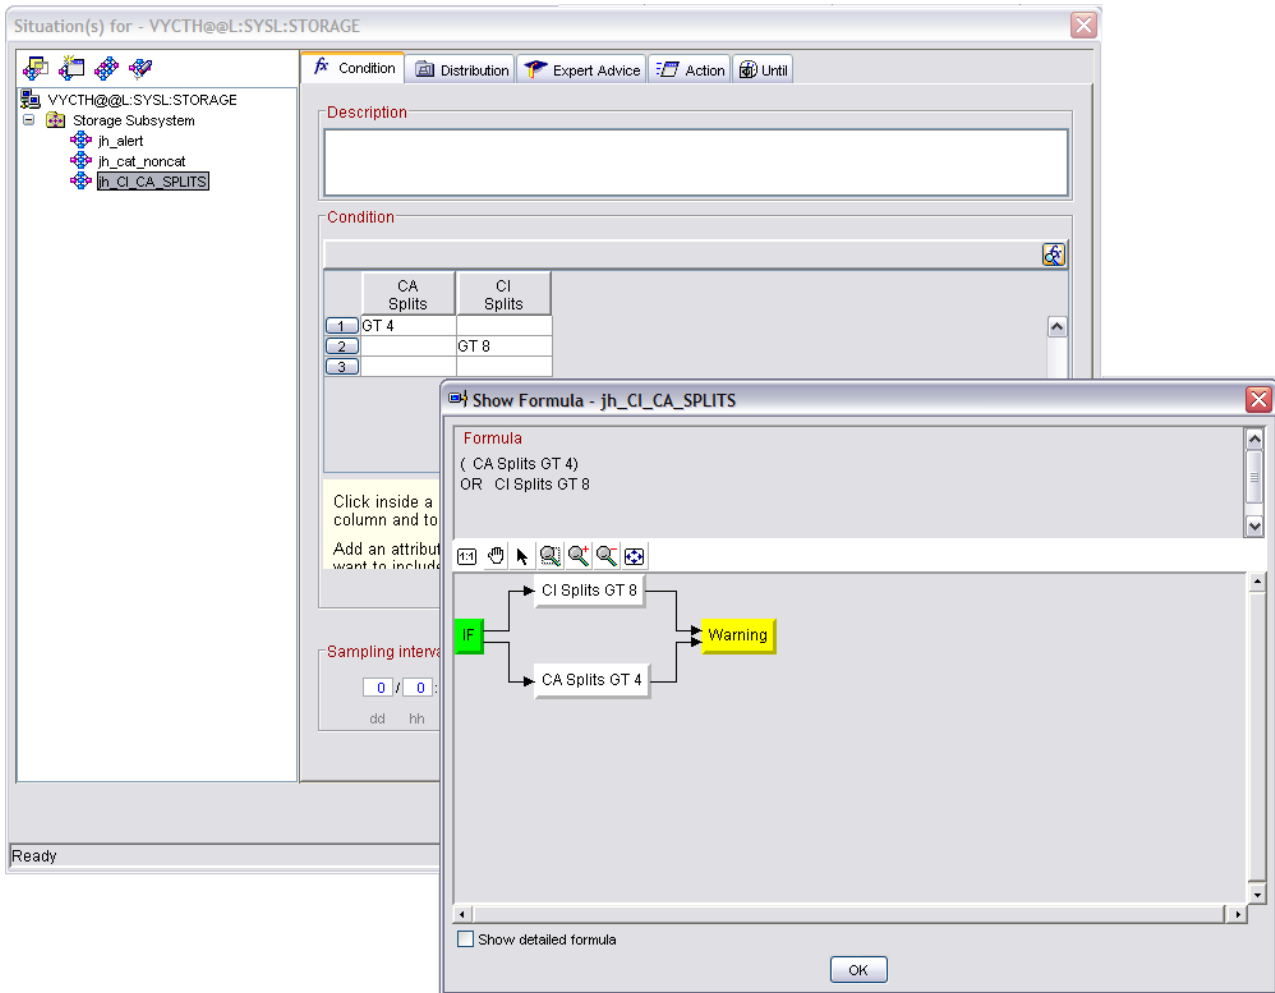 Situation(s) for - VYCTH@@L:SYSL:STORAGE
Condition
Distribution
Expert Advice
Action
Until
VYCTH@@L:SYSL:STORAGE
Storage Subsystem
jh_alert
jh_cat_noncat
jh_CI_CA_SPLITS
Description
Condition
CA Splits
CI Splits
1 GT 4
2 GT 8
3
Click inside a
column and to
Add an attribut
want to include
Sampling interva
0 / 0 :
dd hh
Ready
Show Formula - jh_CI_CA_SPLITS
Formula
( CA Splits GT 4)
OR CI Splits GT 8
1:1
CI Splits GT 8
IF
Warning
CA Splits GT 4
Show detailed formula
OK